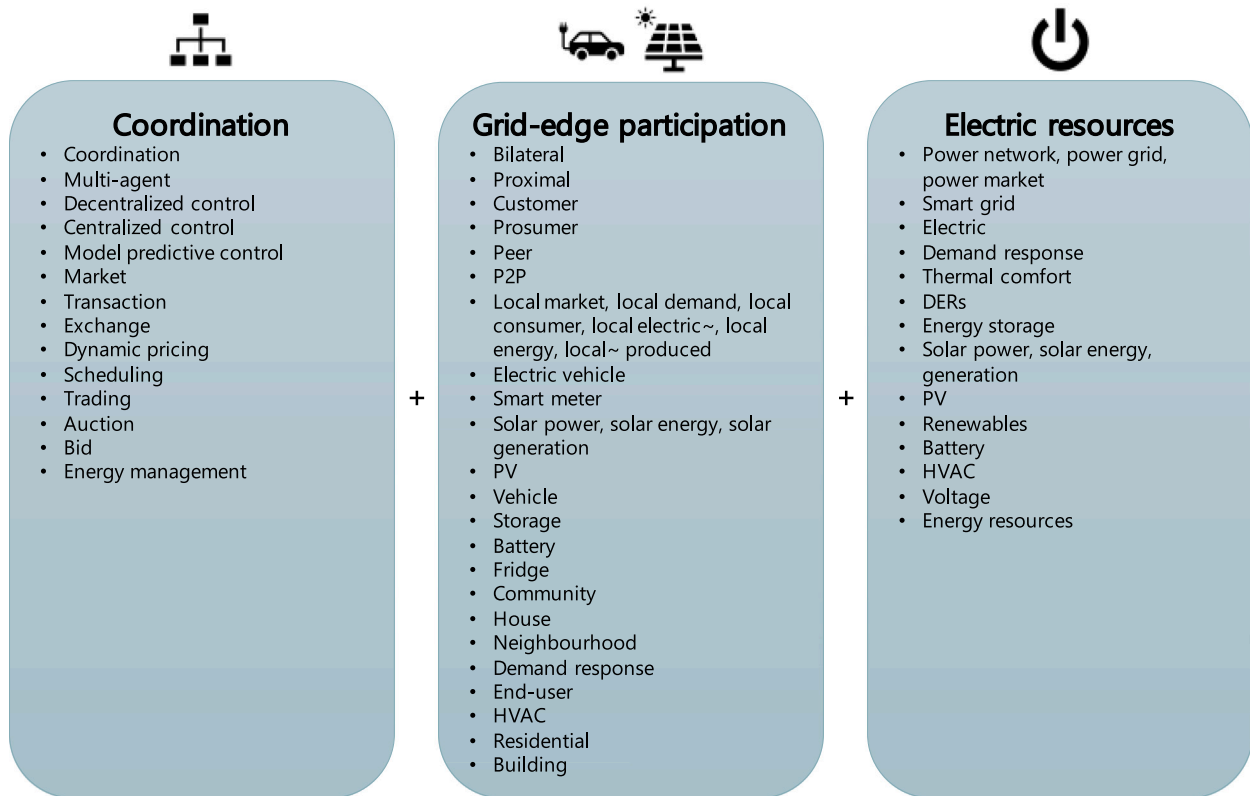 Coordination
• Coordination
• Multi-agent
• Decentralized control
• Centralized control
• Model predictive control
• Market
• Transaction
• Exchange
• Dynamic pricing
• Scheduling
• Trading
• Auction
• Bid
• Energy management
+
Grid-edge participation
• Bilateral
• Proximal
• Customer
• Prosumer
• Peer
• P2P
• Local market, local demand, local
consumer, local electric~, local
energy, local~ produced
• Electric vehicle
• Smart meter
• Solar power, solar energy, solar
generation
• PV
• Vehicle
• Storage
• Battery
• Fridge
• Community
• House
• Neighbourhood
• Demand response
• End-user
• HVAC
• Residential
• Building
+
Electric resources
• Power network, power grid,
power market
• Smart grid
• Electric
• Demand response
• Thermal comfort
• DERs
• Energy storage
• Solar power, solar energy,
generation
• PV
• Renewables
• Battery
• HVAC
• Voltage
• Energy resources